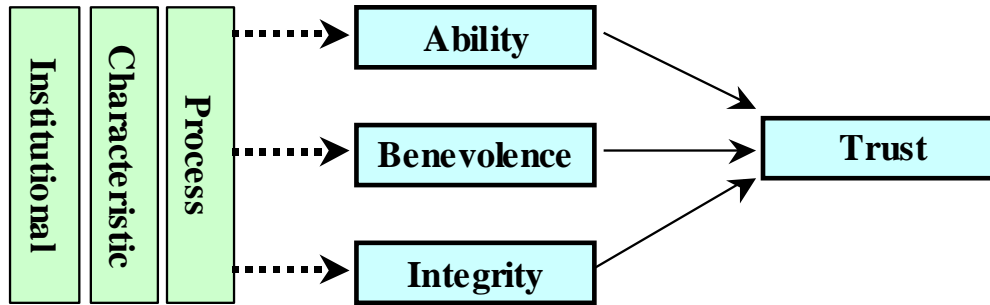 Institutional
Characteristic
Process
Ability
Benevolence
Integrity
Trust